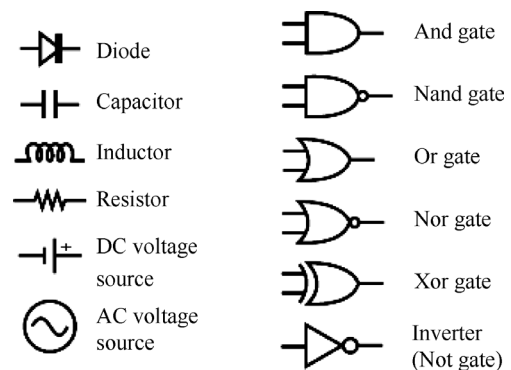 Diode
Capacitor
Inductor
Resistor
+
DC voltage
source
AC voltage
source
And gate
Nand gate
Or gate
Nor gate
Xor gate
Inverter
(Not gate)